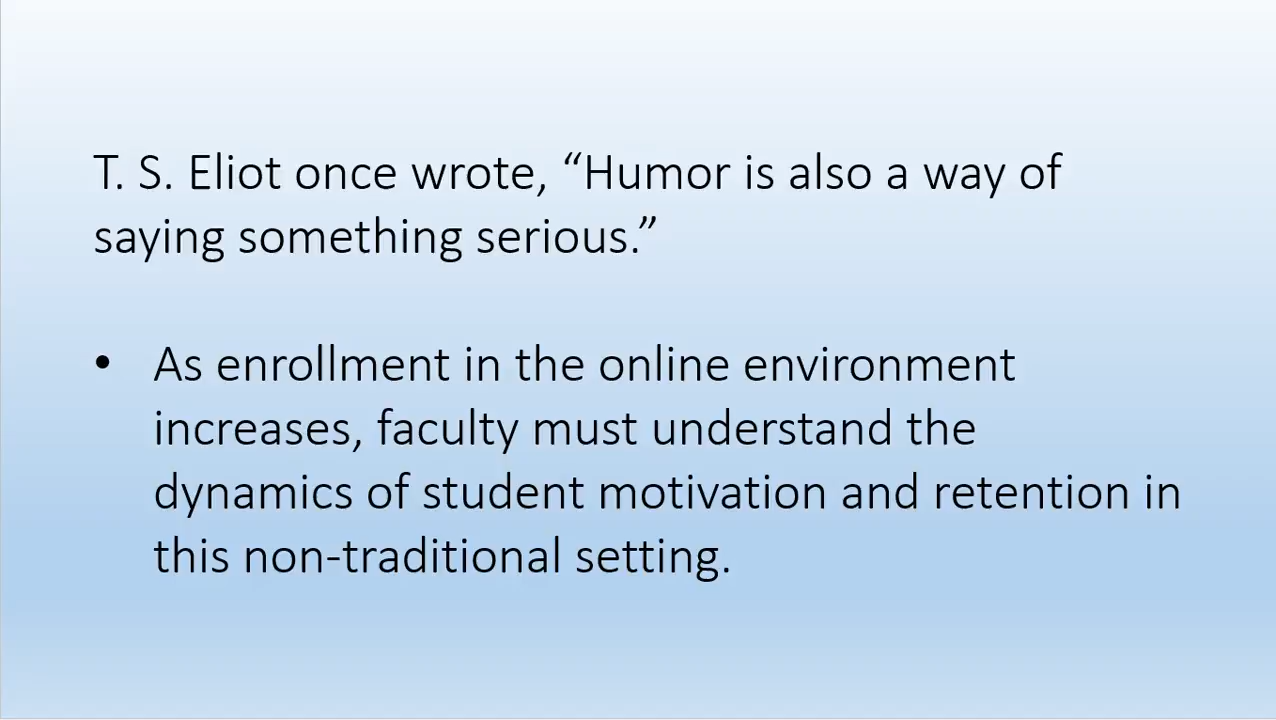 T. S. Eliot once wrote, “Humor is also a way of
saying something serious.”
• As enrollment in the online environment
increases, faculty must understand the
dynamics of student motivation and retention in
this non-traditional setting.